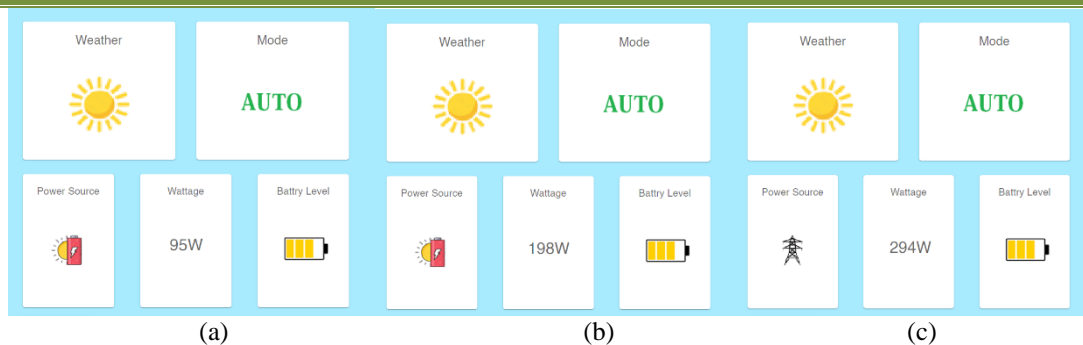 Weather Mode
AUTO
Power Source Wattage Battry Level
95W
(a)
Weather Mode
AUTO
Power Source Wattage Battry Level
198W
(b)
Weather Mode
AUTO
Power Source Wattage Battry Level
294W
(c)